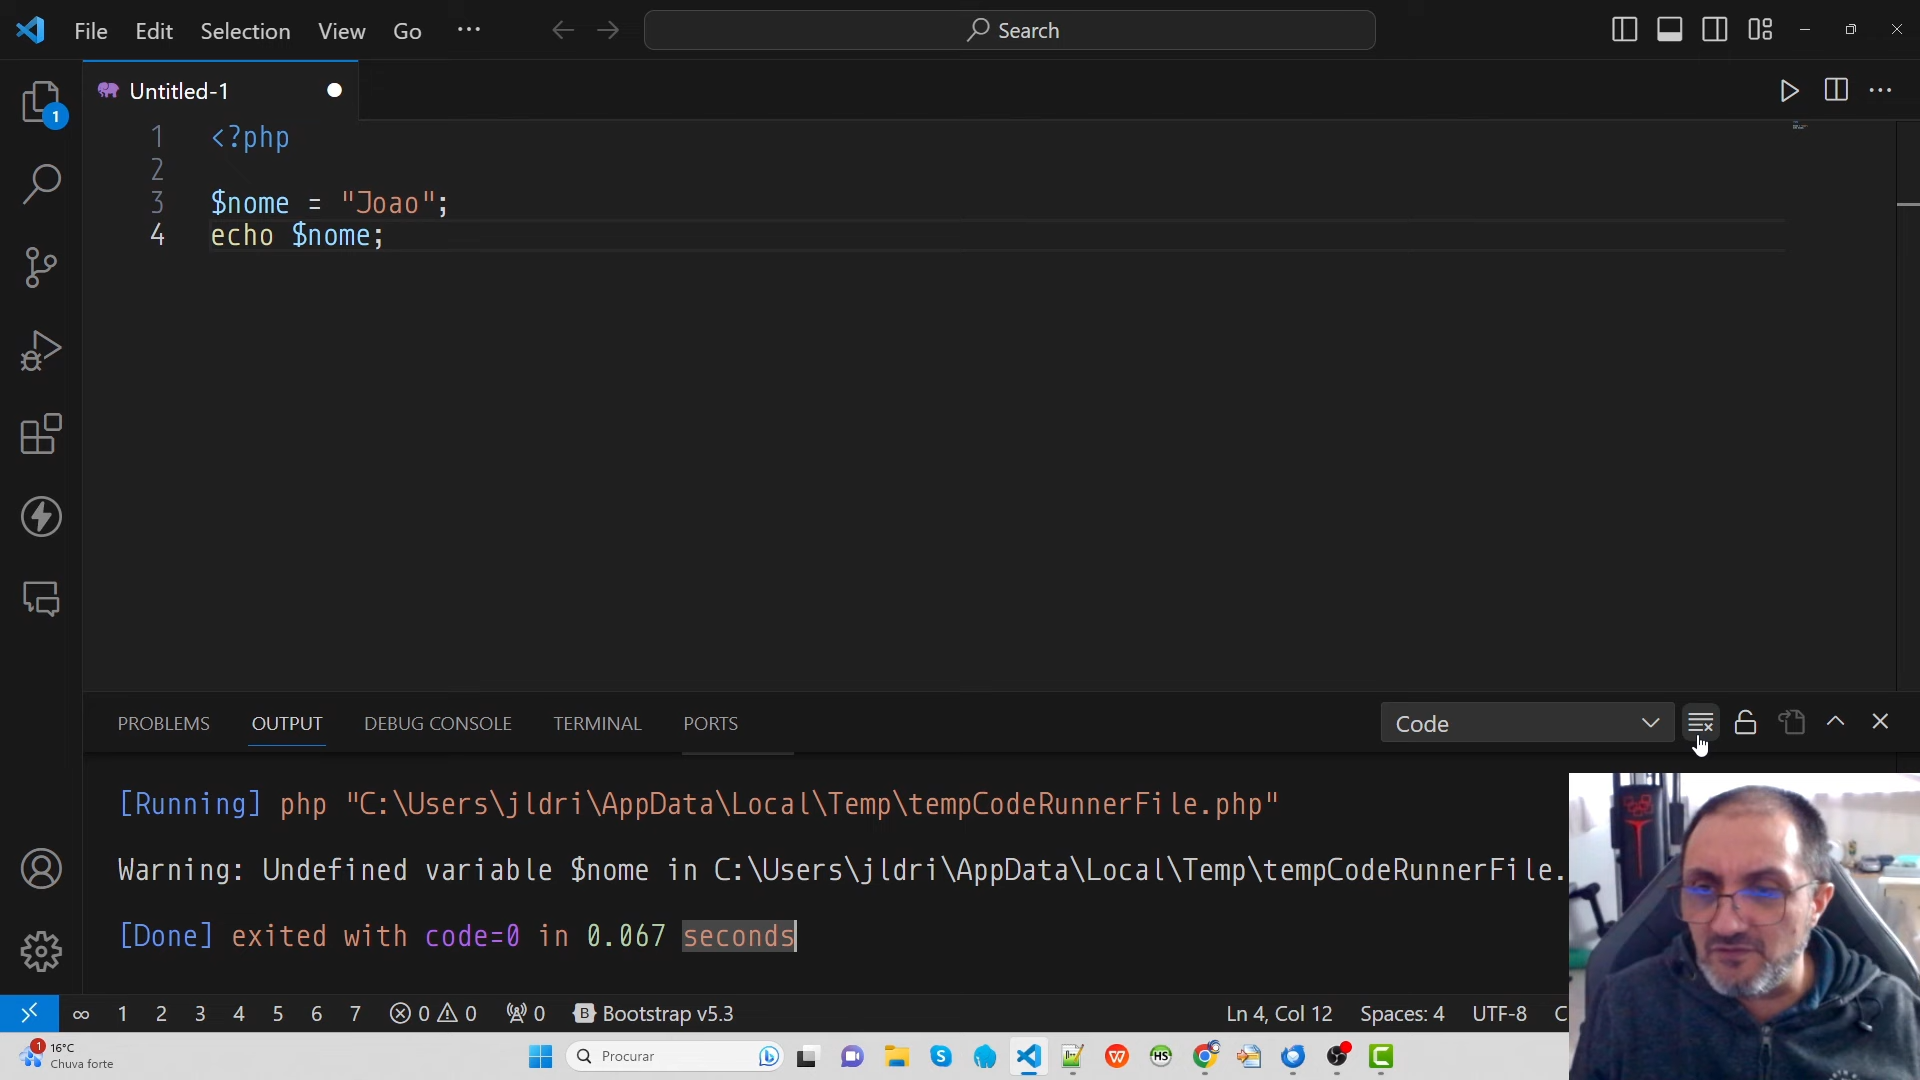 File Edit Selection View Go ··· Search
Untitled-1
1
1 <?php
2
3 $nome = "Joao";
4 echo $nome;
PROBLEMS OUTPUT DEBUG CONSOLE TERMINAL PORTS Code
[Running] php "C:\Users\jldri\AppData\Local\Temp\tempCodeRunnerFile.php"
Warning: Undefined variable $nome in C:\Users\jldri\AppData\Local\Temp\tempCodeRunnerFile.
[Done] exited with code=0 in 0.067 seconds
∞ 1 2 3 4 5 6 7 0 0 0 B Bootstrap v5.3 Ln 4, Col 12 Spaces: 4 UTF-8 C
1 16°C
Chuva forte
Procurar
W HS